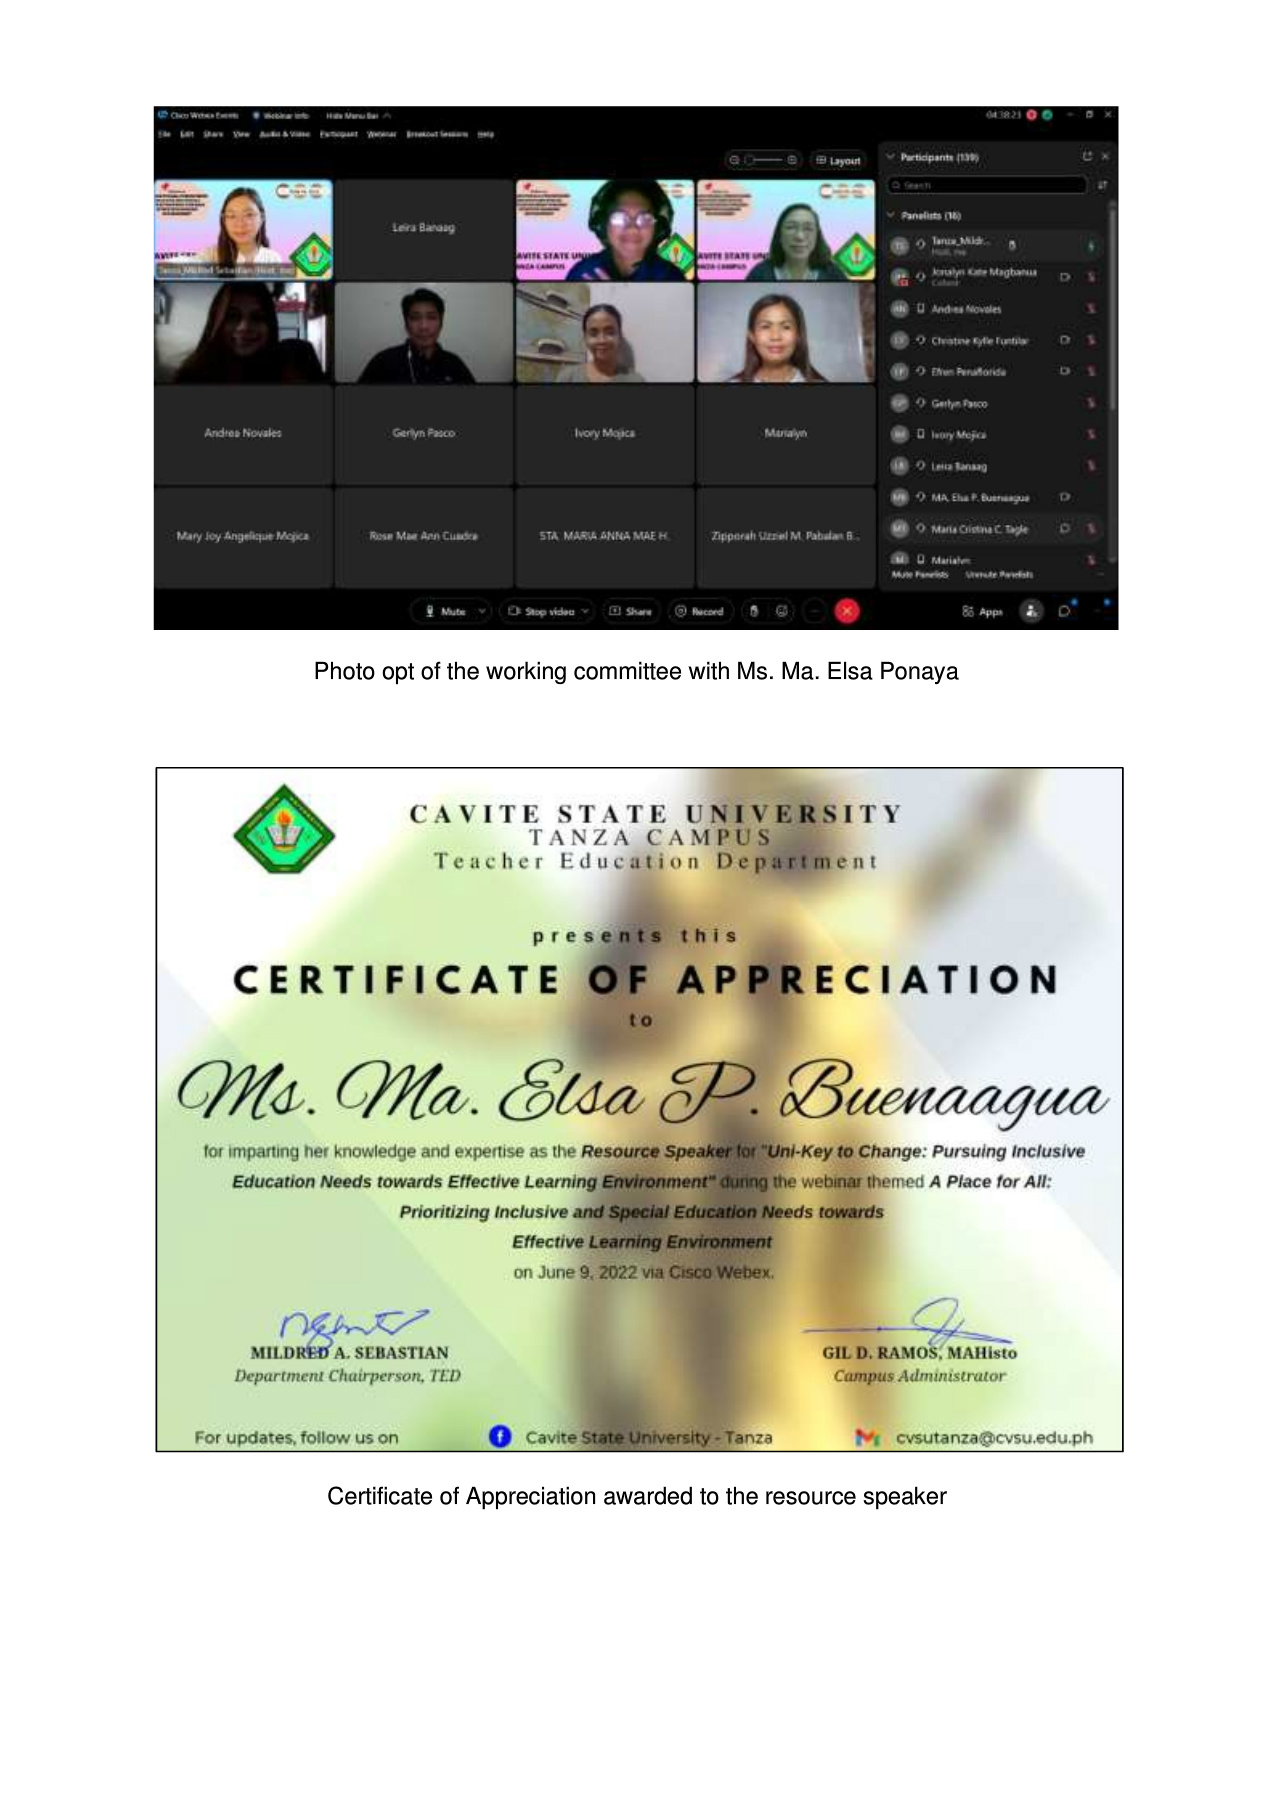 Cisco Webex Events Webinar Info Hide Menu Bar 04:38:23
File Edit Share View Audio & Video Participant Webinar Breakout Sessions Help
Layout
Participants (139)
Search
Panelists (16)
Tanza_Mildr...
Host, me
Jonalyn Kate Magbanua
Cohost
Andrea Novales
Christine Kylle Funtilar
Efren Penaflorida
Gerlyn Pasco
Ivory Mojica
Leira Banaag
MA. Elsa P. Buenaagua
Maria Cristina C. Tagle
Marialyn
Mute Panelists Unmute Panelists
Tanza_Mildred Sebastian (Host, me)
Leira Banaag
CAVITE STATE UNI
TANZA CAMPUS
Andrea Novales Gerlyn Pasco Ivory Mojica Marialyn
Mary Joy Angelique Mojica Rose Mae Ann Cuadra STA. MARIA ANNA MAE H. Zipporah Uzziel M. Pabalan B...
Mute Stop video Share Record Apps
Photo opt of the working committee with Ms. Ma. Elsa Ponaya
CAVITE STATE UNIVERSITY
TANZA CAMPUS
Teacher Education Department
presents this
CERTIFICATE OF APPRECIATION
to
Ms. Ma. Elsa P. Buenaagua
for imparting her knowledge and expertise as the Resource Speaker for "Uni-Key to Change: Pursuing Inclusive
Education Needs towards Effective Learning Environment" during the webinar themed A Place for All:
Prioritizing Inclusive and Special Education Needs towards
Effective Learning Environment
on June 9, 2022 via Cisco Webex.
MILDRED A. SEBASTIAN
Department Chairperson, TED
GIL D. RAMOS, MAHisto
Campus Administrator
For updates, follow us on Cavite State University - Tanza cvsutanza@cvsu.edu.ph
Certificate of Appreciation awarded to the resource speaker